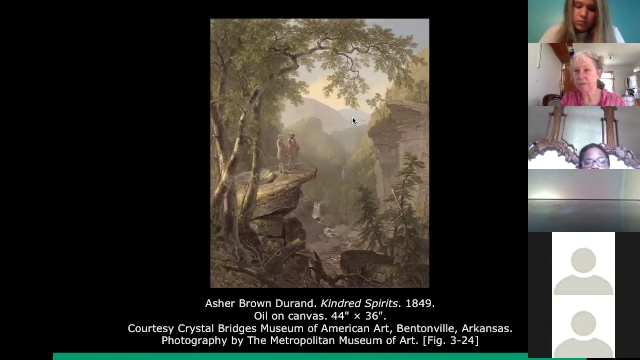 Asher Brown Durand. Kindred Spirits. 1849.
Oil on canvas. 44" × 36".
Courtesy Crystal Bridges Museum of American Art, Bentonville, Arkansas.
Photography by The Metropolitan Museum of Art. [Fig. 3-24]